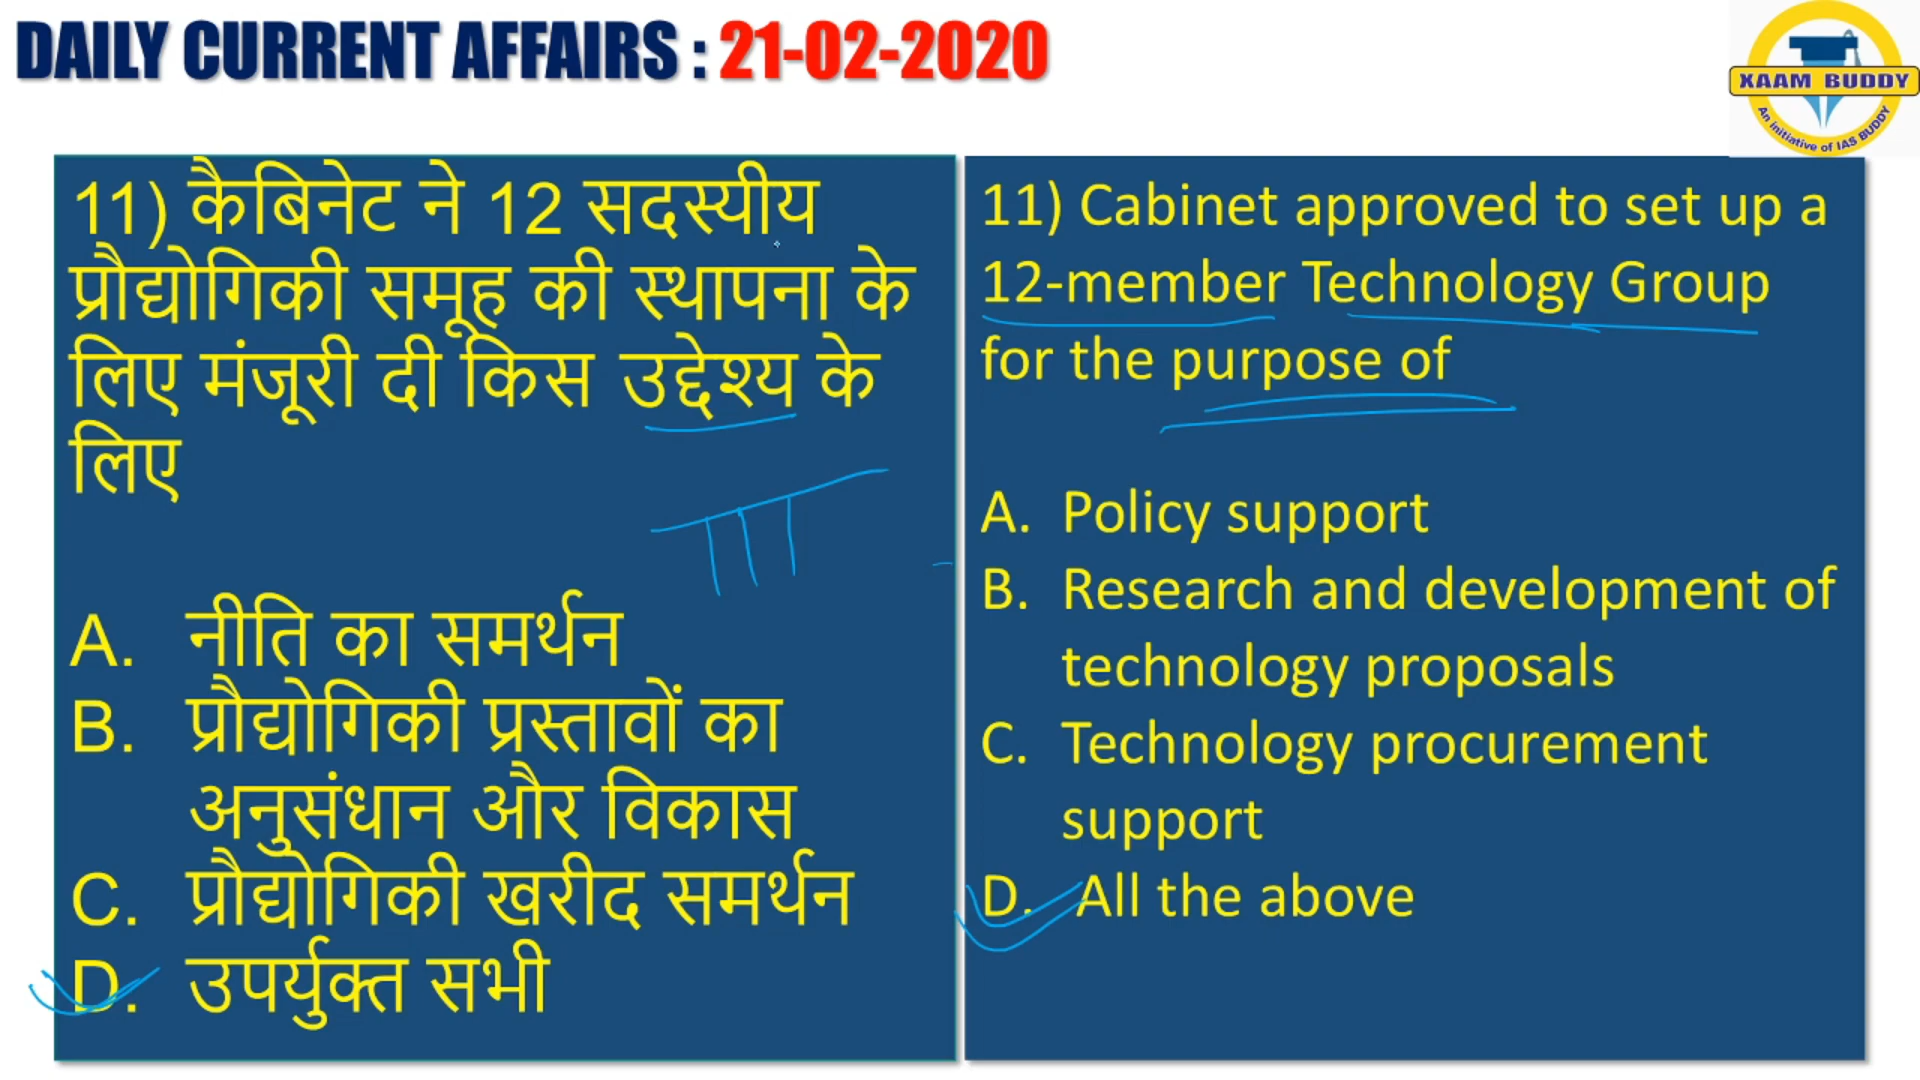 DAILY CURRENT AFFAIRS : 21-02-2020
XAAM BUDDY
An initiative of IAS BUDDY
11) कैबिनेट ने 12 सदस्यीय
प्रौद्योगिकी समूह की स्थापना के
लिए मंजूरी दी किस उद्देश्य के
लिए
A. नीति का समर्थन
B. प्रौद्योगिकी प्रस्तावों का
अनुसंधान और विकास
C. प्रौद्योगिकी खरीद समर्थन
D. उपर्युक्त सभी
11) Cabinet approved to set up a
12-member Technology Group
for the purpose of
A. Policy support
B. Research and development of
technology proposals
C. Technology procurement
support
D. All the above